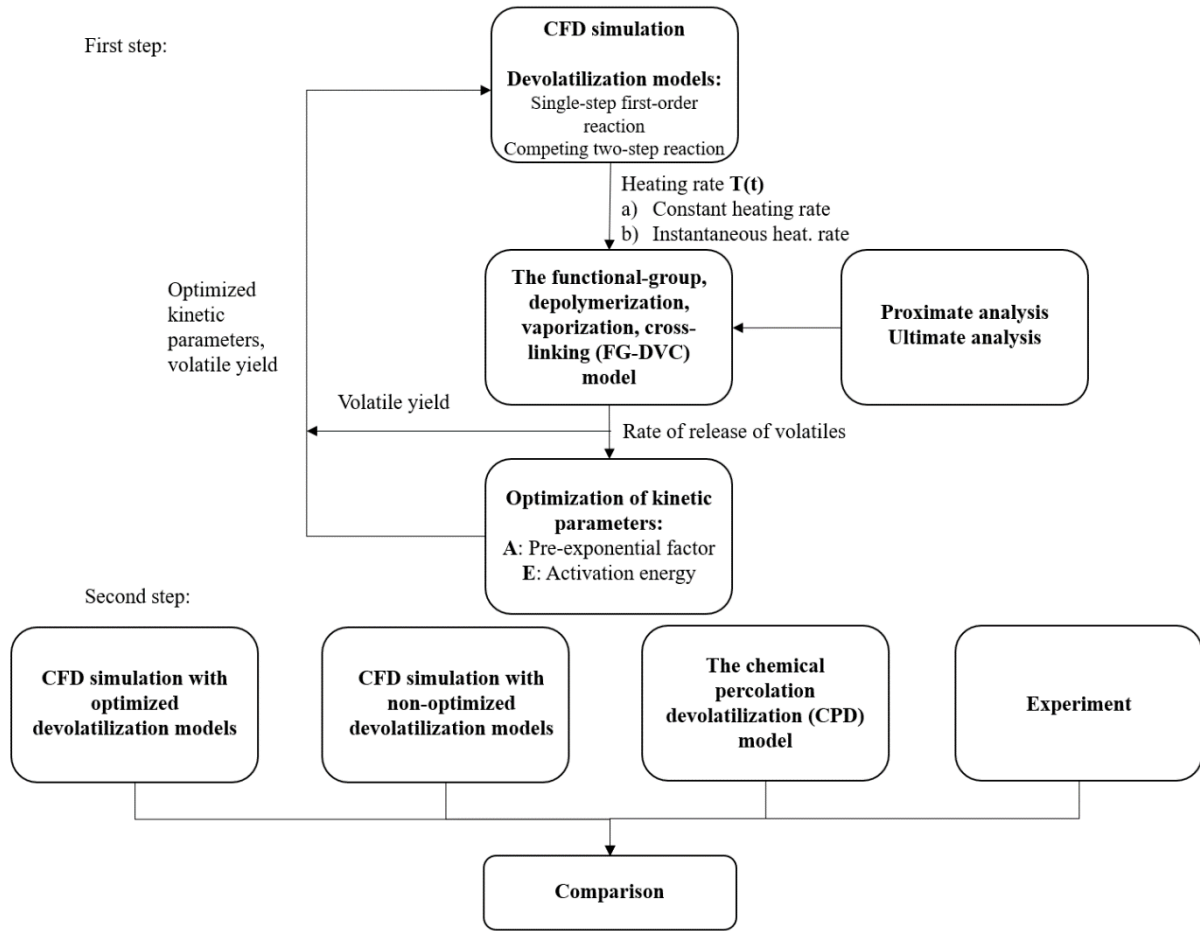 First step:
CFD simulation
Devolatilization models:
Single-step first-order
reaction
Competing two-step reaction
Heating rate T(t)
a) Constant heating rate
b) Instantaneous heat. rate
The functional-group,
depolymerization,
vaporization, cross-
linking (FG-DVC)
model
Proximate analysis
Ultimate analysis
Optimized
kinetic
parameters,
volatile yield
Volatile yield
Rate of release of volatiles
Optimization of kinetic
parameters:
A: Pre-exponential factor
E: Activation energy
Second step:
CFD simulation with
optimized
devolatilization models
CFD simulation with
non-optimized
devolatilization models
The chemical
percolation
devolatilization (CPD)
model
Experiment
Comparison